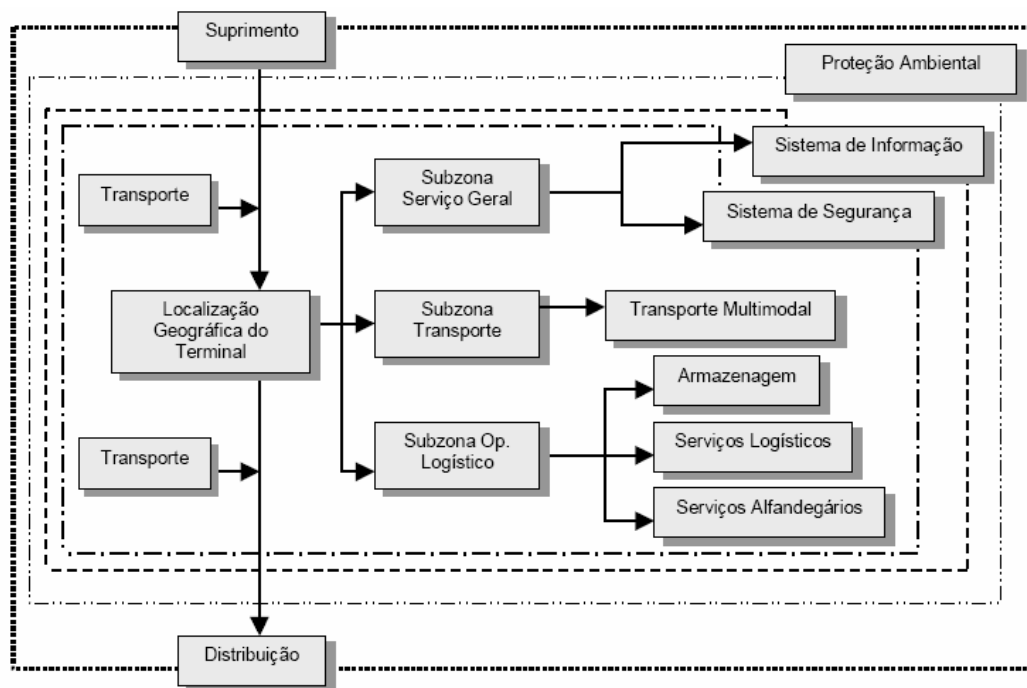 Suprimento
Proteção Ambiental
Sistema de Informação
Transporte
Subzona
Serviço Geral
Sistema de Segurança
Localização
Geográfica do
Terminal
Subzona
Transporte
Transporte Multimodal
Armazenagem
Transporte
Subzona Op.
Logístico
Serviços Logísticos
Serviços Alfandegários
Distribuição